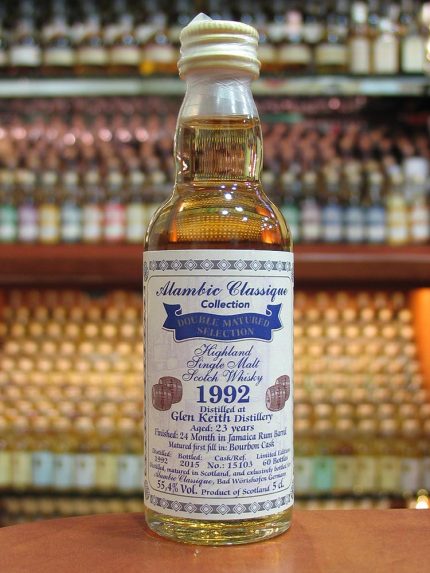 Alambic Classique
Collection
DOUBLE MATURED
SELECTION
Highland
Single Malt
Scotch Whisky
1992
Distilled at
Glen Keith Distillery
Aged: 23 years
Finished: 24 Month in Jamaica Rum Barrel
Matured first fill in: Bourbon Cask
Distilled: Bottled: Cask/Ref. Limited Edition
1992 2015 No.: 15103 60 Bottles
Distilled, matured in Scotland, and exlusively bottled for
Alambic Classique, Bad Wörishofen Germany
55,4% Vol. Product of Scotland 5 cl.